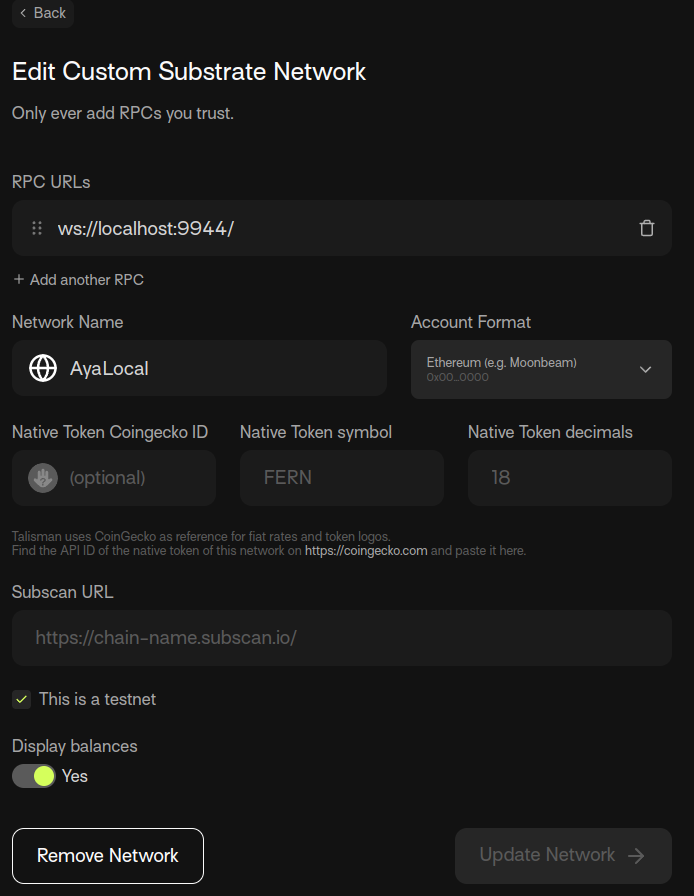 Back
Edit Custom Substrate Network
Only ever add RPCs you trust.
RPC URLs
ws://localhost:9944/
+ Add another RPC
Network Name
Account Format
AyaLocal
Ethereum (e.g. Moonbeam)
0x00...0000
Native Token Coingecko ID
Native Token symbol
Native Token decimals
(optional)
FERN
18
Talisman uses CoinGecko as reference for fiat rates and token logos.
Find the API ID of the native token of this network on https://coingecko.com and paste it here.
Subscan URL
https://chain-name.subscan.io/
This is a testnet
Display balances
Yes
Remove Network
Update Network